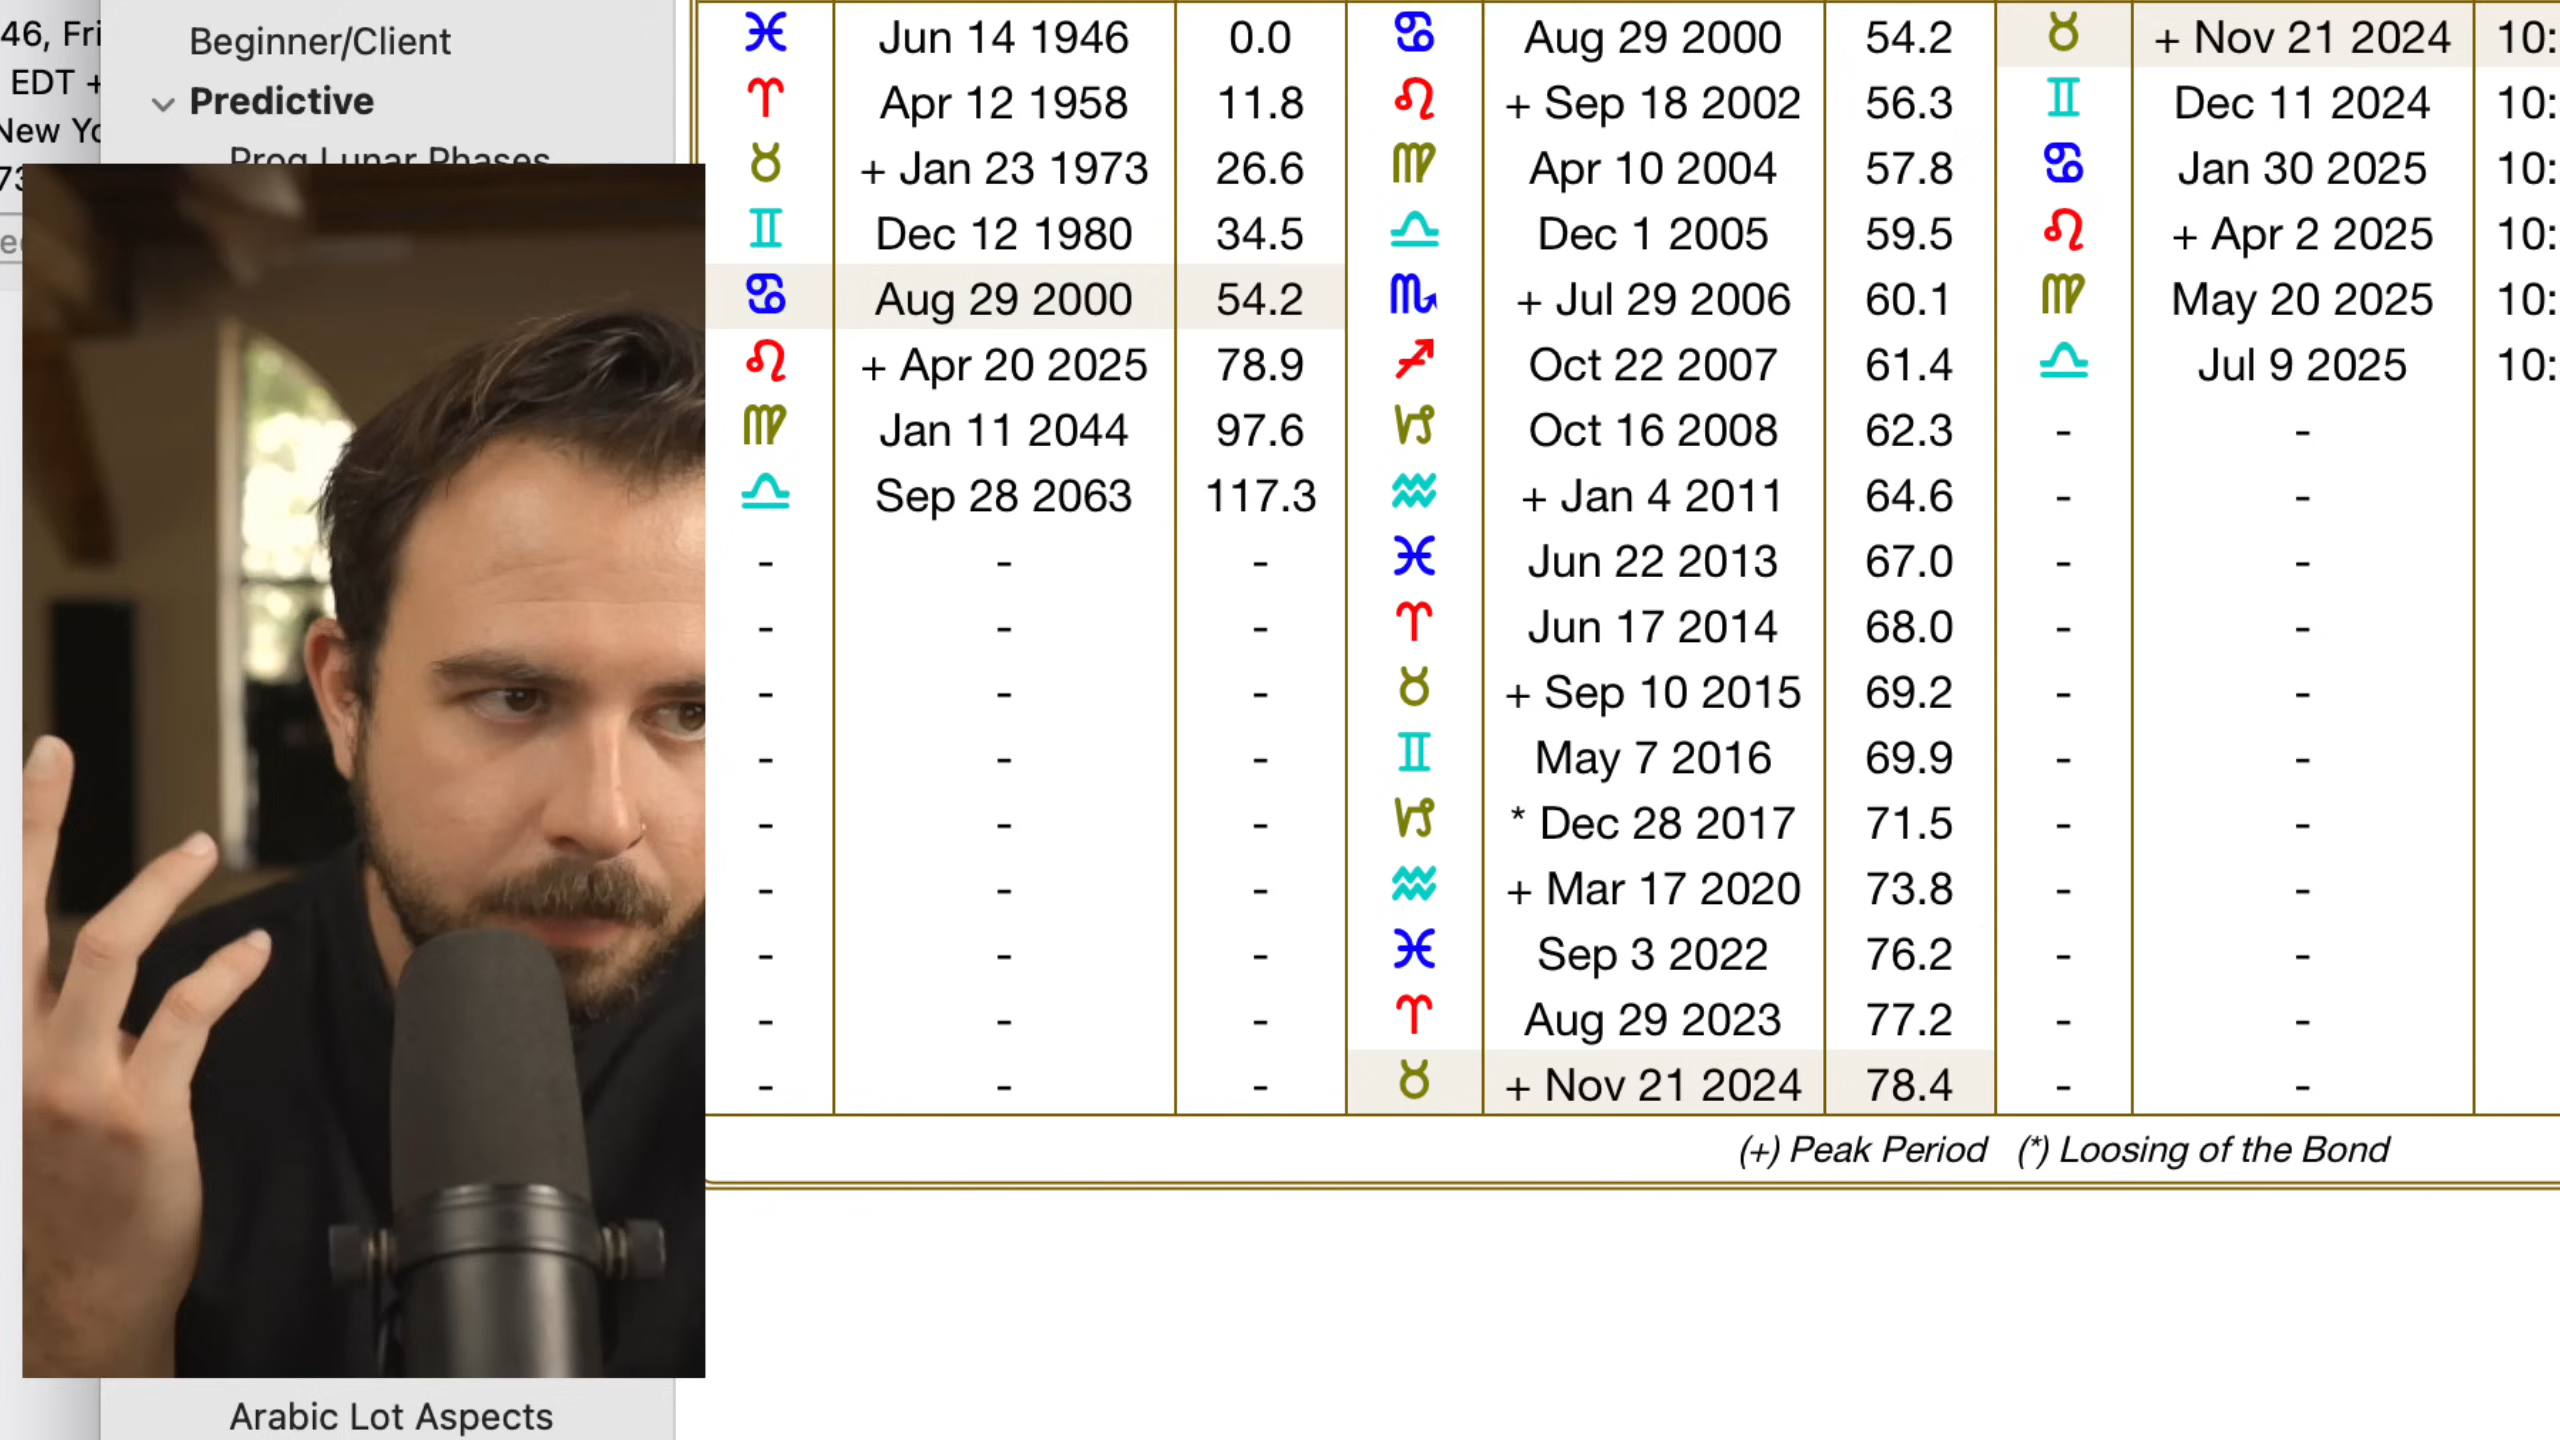 46, Fri
EDT +
New Yo
73
Beginner/Client
Predictive
Prog Lunar Phases
Arabic Lot Aspects
♓ Jun 14 1946 0.0 ♋ Aug 29 2000 54.2 ♉ + Nov 21 2024 10:
♈ Apr 12 1958 11.8 ♌ + Sep 18 2002 56.3 ♊ Dec 11 2024 10:
♉ + Jan 23 1973 26.6 ♍ Apr 10 2004 57.8 ♋ Jan 30 2025 10:
♊ Dec 12 1980 34.5 ♎ Dec 1 2005 59.5 ♌ + Apr 2 2025 10:
♋ Aug 29 2000 54.2 ♏ + Jul 29 2006 60.1 ♍ May 20 2025 10:
♌ + Apr 20 2025 78.9 ♐ Oct 22 2007 61.4 ♎ Jul 9 2025 10:
♍ Jan 11 2044 97.6 ♑ Oct 16 2008 62.3 - -
♎ Sep 28 2063 117.3 ♒ + Jan 4 2011 64.6 - -
- - - ♓ Jun 22 2013 67.0 - -
- - - ♈ Jun 17 2014 68.0 - -
- - - ♉ + Sep 10 2015 69.2 - -
- - - ♊ May 7 2016 69.9 - -
- - - ♑ * Dec 28 2017 71.5 - -
- - - ♒ + Mar 17 2020 73.8 - -
- - - ♓ Sep 3 2022 76.2 - -
- - - ♈ Aug 29 2023 77.2 - -
- - - ♉ + Nov 21 2024 78.4 - -
(+) Peak Period (*) Loosing of the Bond